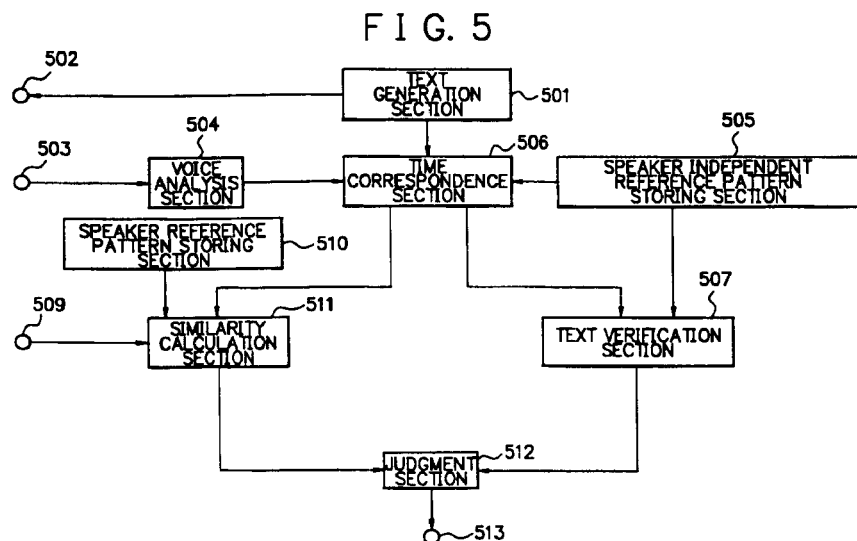 F I G. 5
502
TEXT
GENERATION
SECTION
501
503
504
VOICE
ANALYSIS
SECTION
506
TIME
CORRESPONDENCE
SECTION
505
SPEAKER INDEPENDENT
REFERENCE PATTERN
STORING SECTION
SPEAKER REFERENCE
PATTERN STORING
SECTION
510
509
511
SIMILARITY
CALCULATION
SECTION
507
TEXT VERIFICATION
SECTION
512
JUDGMENT
SECTION
513